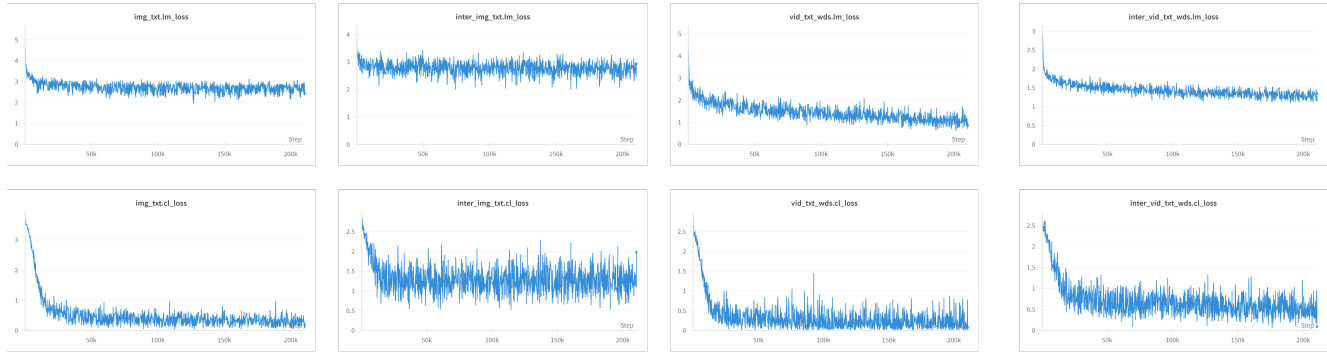 img_txt.lm_loss
5
4
3
2
1
0
Step
50k
100k
150k
200k
inter_img_txt.lm_loss
4
3
2
1
0
Step
50k
100k
150k
200k
vid_txt_wds.lm_loss
5
4
3
2
1
0
Step
50k
100k
150k
200k
inter_vid_txt_wds.lm_loss
3
2.5
2
1.5
1
0.5
0
Step
50k
100k
150k
200k
img_txt.cl_loss
3
2
1
0
Step
50k
100k
150k
200k
inter_img_txt.cl_loss
2.5
2
1.5
1
0.5
0
Step
50k
100k
150k
200k
vid_txt_wds.cl_loss
2.5
2
1.5
1
0.5
0
Step
50k
100k
150k
200k
inter_vid_txt_wds.cl_loss
2.5
2
1.5
1
0.5
0
Step
50k
100k
150k
200k